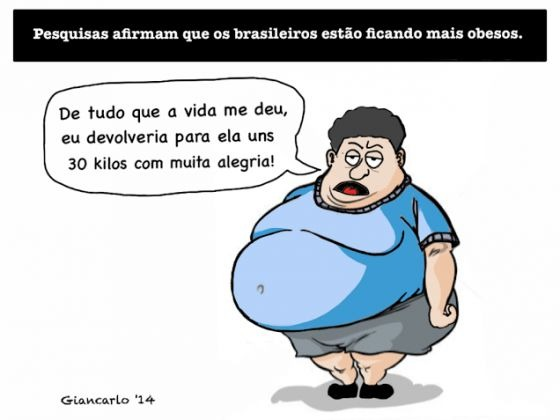 Pesquisas afirmam que os brasileiros estão ficando mais obesos.
De tudo que a vida me deu,
eu devolveria para ela uns
30 kilos com muita alegria!
Giancarlo '14